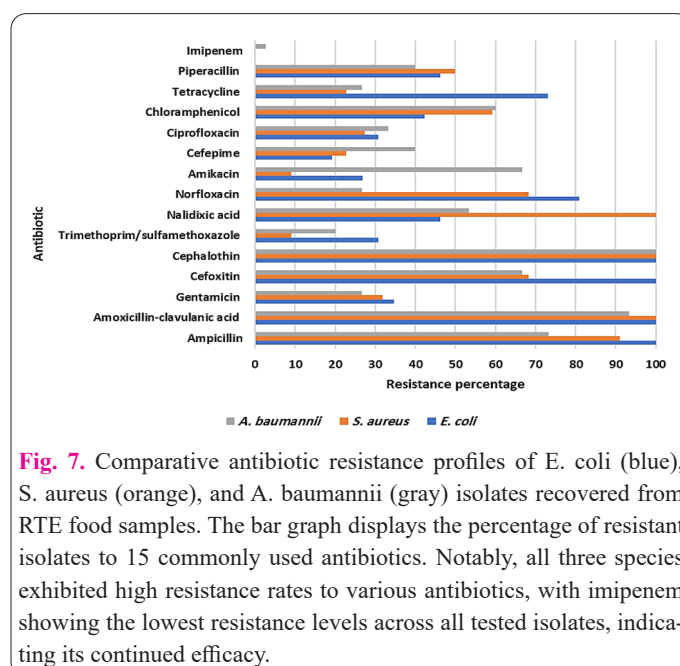 Imipenem
Piperacillin
Tetracycline
Chloramphenicol
Ciprofloxacin
Cefepime
Amikacin
Norfloxacin
Nalidixic acid
Trimethoprim/sulfamethoxazole
Cephalothin
Cefoxitin
Gentamicin
Amoxicillin-clavulanic acid
Ampicillin
Antibiotic
0 10 20 30 40 50 60 70 80 90 100
Resistance percentage
A. baumannii S. aureus E. coli
Fig. 7. Comparative antibiotic resistance profiles of E. coli (blue),
S. aureus (orange), and A. baumannii (gray) isolates recovered from
RTE food samples. The bar graph displays the percentage of resistant
isolates to 15 commonly used antibiotics. Notably, all three species
exhibited high resistance rates to various antibiotics, with imipenem
showing the lowest resistance levels across all tested isolates, indica-
ting its continued efficacy.